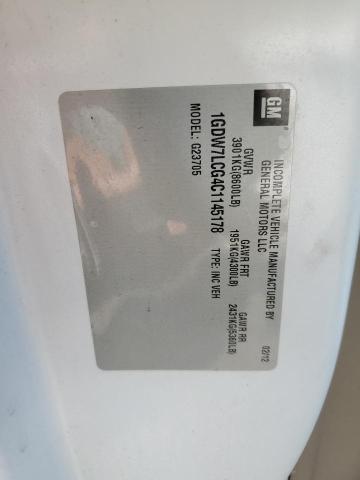 GM
INCOMPLETE VEHICLE MANUFACTURED BY
GENERAL MOTORS LLC 02/12
GVWR GAWR FRT GAWR RR
3901KG(8600LB) 1951KG(4300LB) 2431KG(5360LB)
1GDW7LCG4C1145178 TYPE: INC VEH
MODEL: G23705